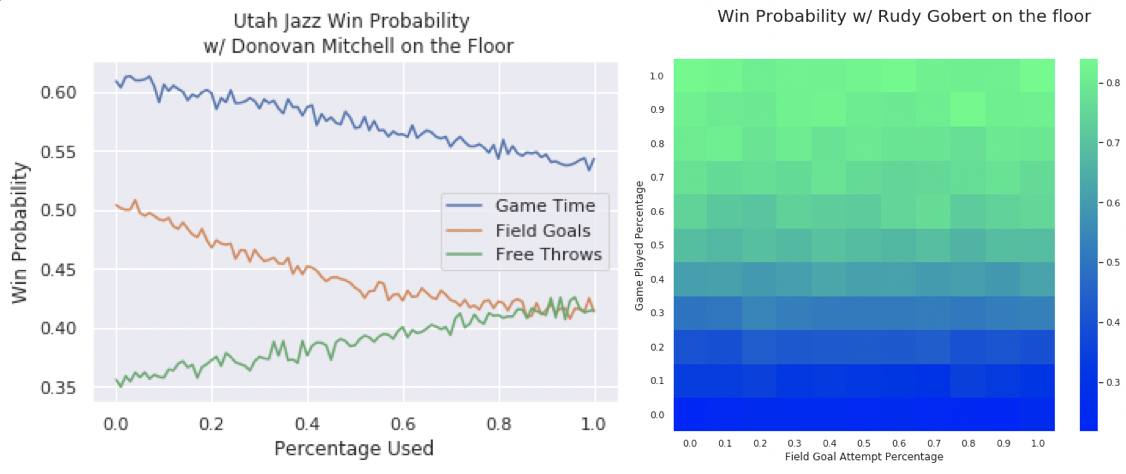 Utah Jazz Win Probability
w/ Donovan Mitchell on the Floor
Win Probability
0.60
0.55
0.50
0.45
0.40
0.35
Game Time
Field Goals
Free Throws
0.0 0.2 0.4 0.6 0.8 1.0
Percentage Used
Win Probability w/ Rudy Gobert on the floor
Game Played Percentage
1.0
0.9
0.8
0.7
0.6
0.5
0.4
0.3
0.2
0.1
0.0
0.0 0.1 0.2 0.3 0.4 0.5 0.6 0.7 0.8 0.9 1.0
Field Goal Attempt Percentage
0.8
0.7
0.6
0.5
0.4
0.3